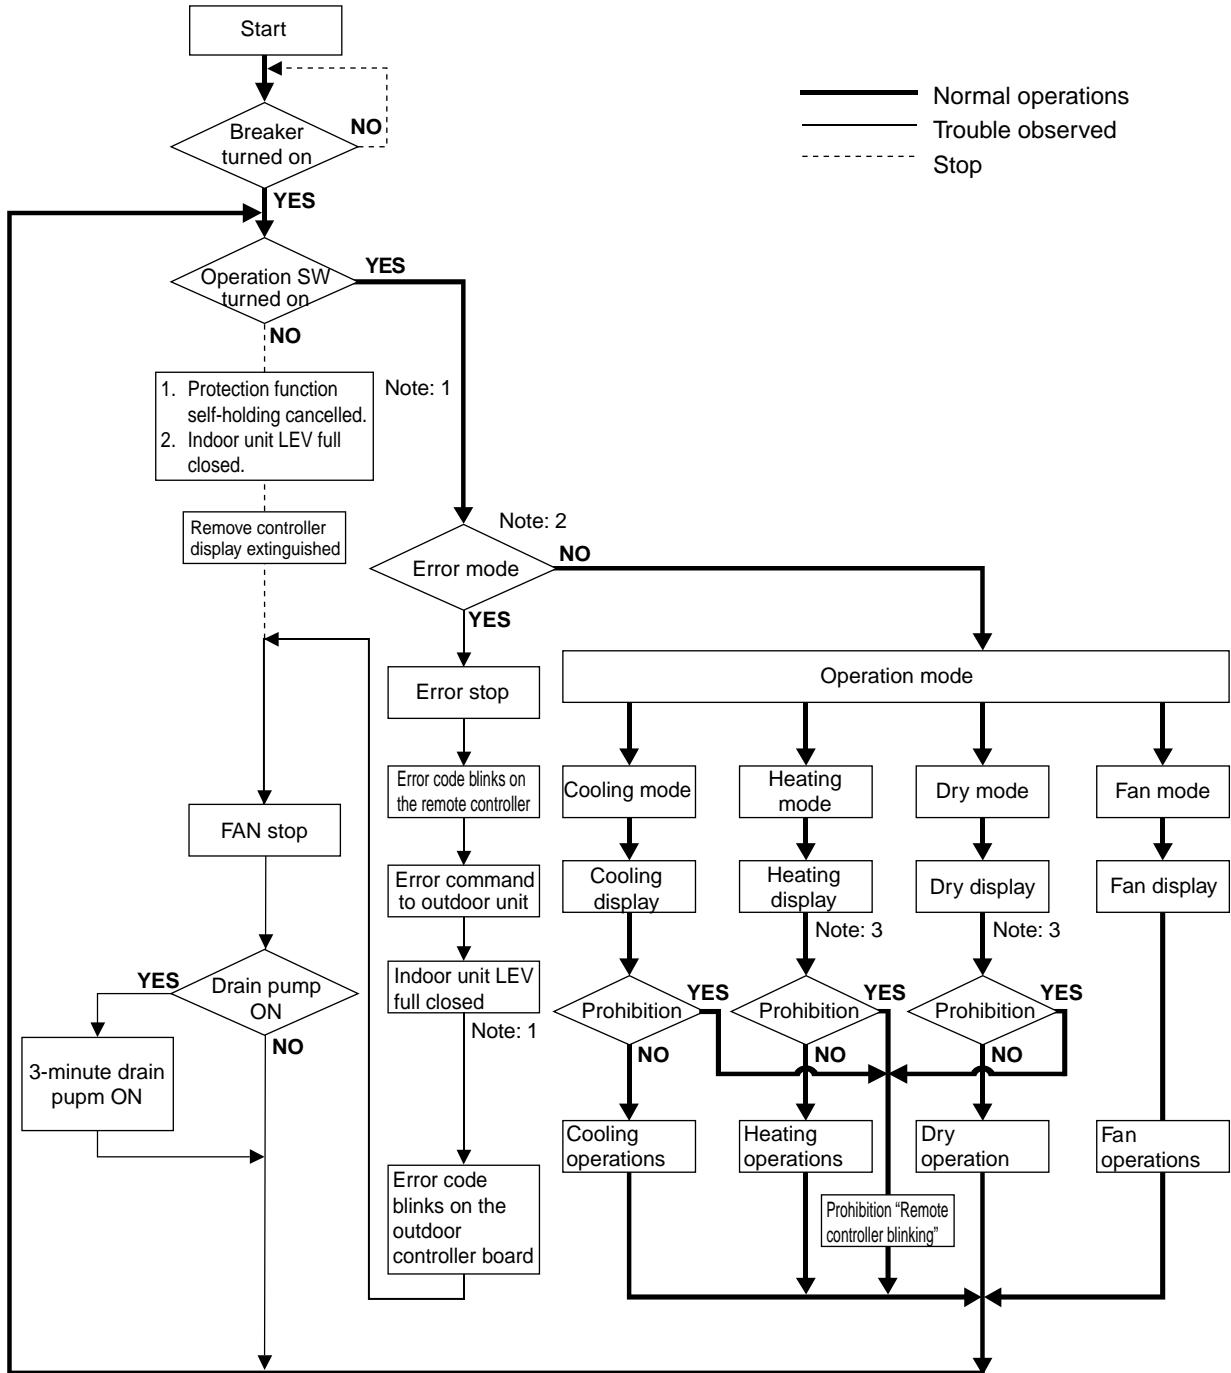 Start
Normal operations
Trouble observed
Stop
Breaker
turned on
NO
YES
Operation SW
turned on
YES
NO
1. Protection function
self-holding cancelled.
2. Indoor unit LEV full
closed.
Note: 1
Remove controller
display extinguished
Note: 2
Error mode
NO
YES
Error stop
Operation mode
Error code blinks on
the remote controller
Cooling mode
Heating
mode
Dry mode
Fan mode
FAN stop
Error command
to outdoor unit
Cooling
display
Heating
display
Dry display
Fan display
Note: 3
Note: 3
Drain pump
ON
YES
NO
Indoor unit LEV
full closed
Note: 1
Prohibition
YES
NO
Prohibition
YES
NO
Prohibition
YES
NO
3-minute drain
pupm ON
Cooling
operations
Heating
operations
Dry
operation
Fan
operations
Error code
blinks on the
outdoor
controller board
Prohibition “Remote
controller blinking”